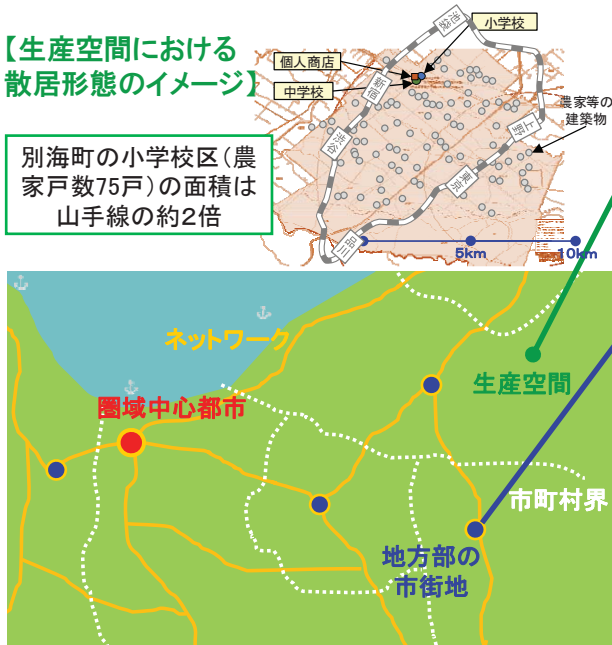 【生産空間における
散居形態のイメージ】
別海町の小学校区(農
家戸数75戸)の面積は
山手線の約2倍
池袋
小学校
個人商店
中学校
新宿
農家等の
建築物
上野
渋谷
東京
品川
5km
10km
ネットワーク
圏域中心都市
生産空間
市町村界
地方部の
市街地